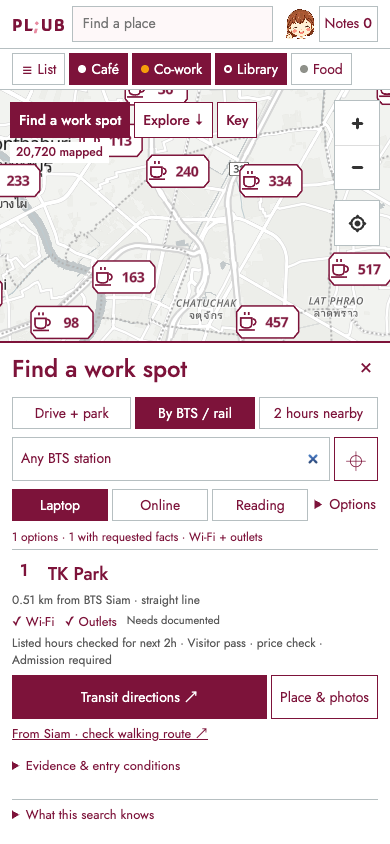 PL;UB
Find a place
Notes 0
≡ List
Café
Co-work
Library
Food
Find a work spot
Explore ↓
Key
20,720 mapped
113
240
334
233
163
517
98
457
CHATUCHAK
จตุจักร
LAT PHRAO
ลาดพร้าว
Find a work spot
×
Drive + park
By BTS / rail
2 hours nearby
Any BTS station
×
Laptop
Online
Reading
▶ Options
1 options · 1 with requested facts · Wi-Fi + outlets
1 TK Park
0.51 km from BTS Siam · straight line
✓ Wi-Fi ✓ Outlets Needs documented
Listed hours checked for next 2h · Visitor pass · price check ·
Admission required
Transit directions ↗
Place & photos
From Siam · check walking route ↗
▶ Evidence & entry conditions
▶ What this search knows